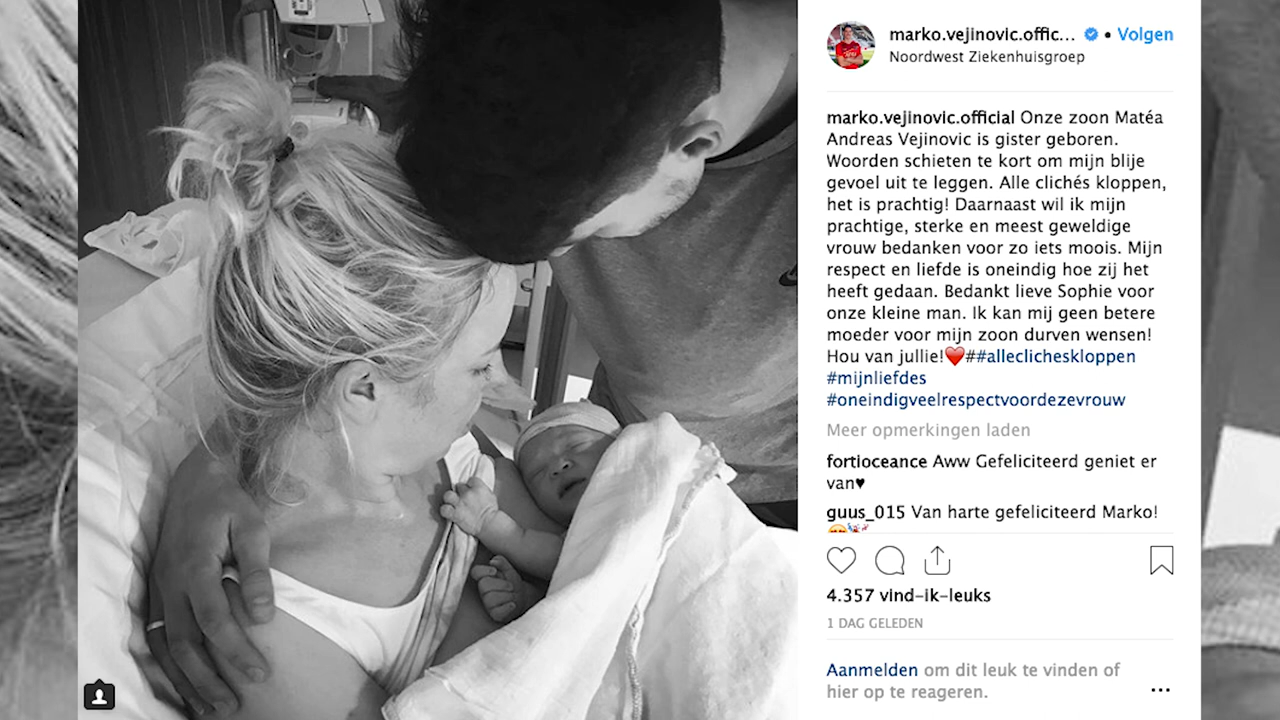 marko.vejinovic.offic... • Volgen
Noordwest Ziekenhuisgroep
marko.vejinovic.official Onze zoon Matéa
Andreas Vejinovic is gister geboren.
Woorden schieten te kort om mijn blije
gevoel uit te leggen. Alle clichés kloppen,
het is prachtig! Daarnaast wil ik mijn
prachtige, sterke en meest geweldige
vrouw bedanken voor zo iets moois. Mijn
respect en liefde is oneindig hoe zij het
heeft gedaan. Bedankt lieve Sophie voor
onze kleine man. Ik kan mij geen betere
moeder voor mijn zoon durven wensen!
Hou van jullie!❤️##allecliches​kloppen
#mijnliefdes
#oneindigveelrespectvoordezevrouw
Meer opmerkingen laden
fortioceance Aww Gefeliciteerd geniet er
van♥
guus_015 Van harte gefeliciteerd Marko!
4.357 vind-ik-leuks
1 DAG GELEDEN
Aanmelden om dit leuk te vinden of
hier op te reageren.